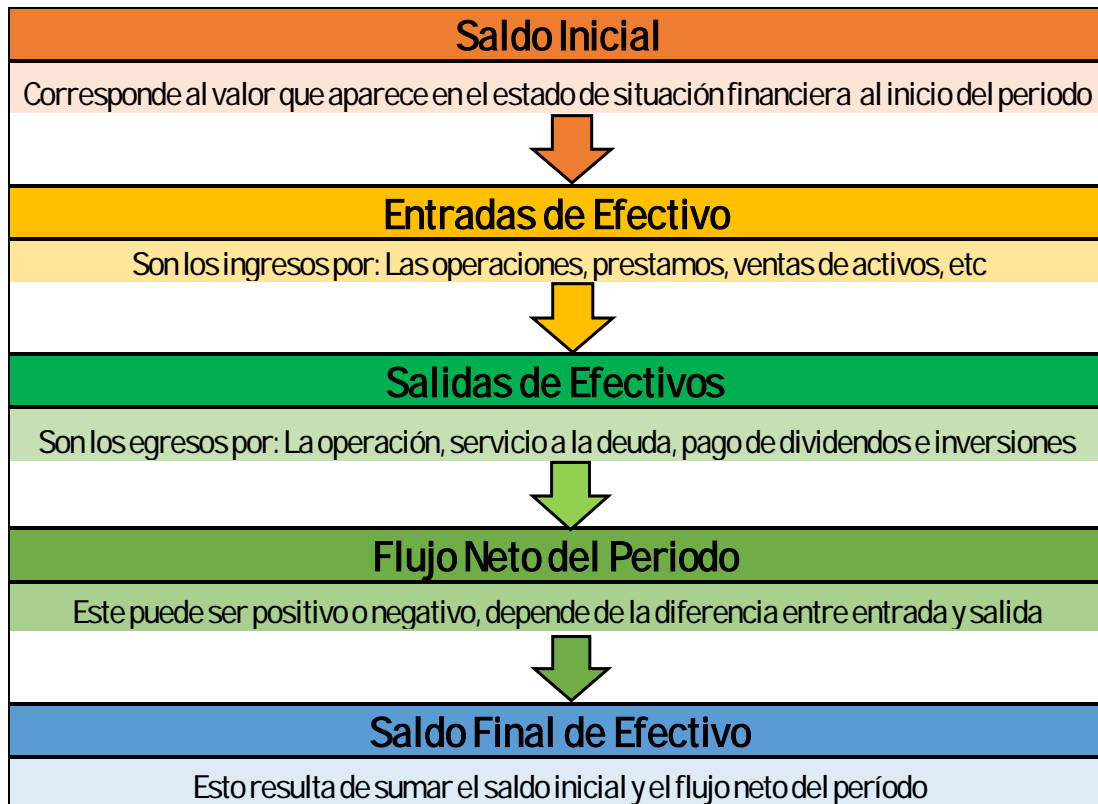 Saldo Inicial
Corresponde al valor que aparece en el estado de situación financiera al inicio del periodo
Entradas de Efectivo
Son los ingresos por: Las operaciones, prestamos, ventas de activos, etc
Salidas de Efectivos
Son los egresos por: La operación, servicio a la deuda, pago de dividendos e inversiones
Flujo Neto del Periodo
Este puede ser positivo o negativo, depende de la diferencia entre entrada y salida
Saldo Final de Efectivo
Esto resulta de sumar el saldo inicial y el flujo neto del período